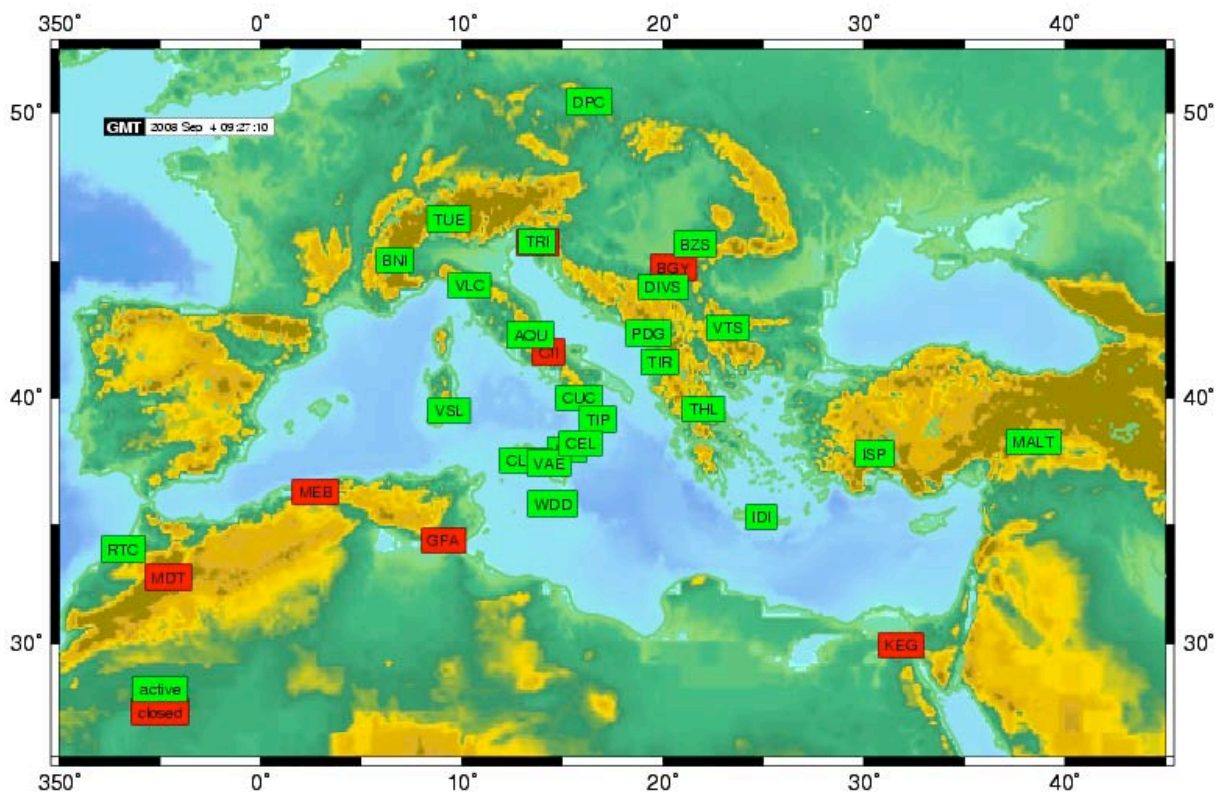 350° 0° 10° 20° 30° 40°
50° 50°
GMT 2008 Sep 4 09:27:10
DPC
TUE
TRI
BZS
BNI
BGY
VLC
DIVS
AQU
PDG
VTS
TIR
40° 40°
CUC
VSL
TIP
THL
CEL
MALT
ISP
VAE
MEB
WDD
IDI
RTC
GFA
MDT
30° KEG 30°
active
closed
350° 0° 10° 20° 30° 40°